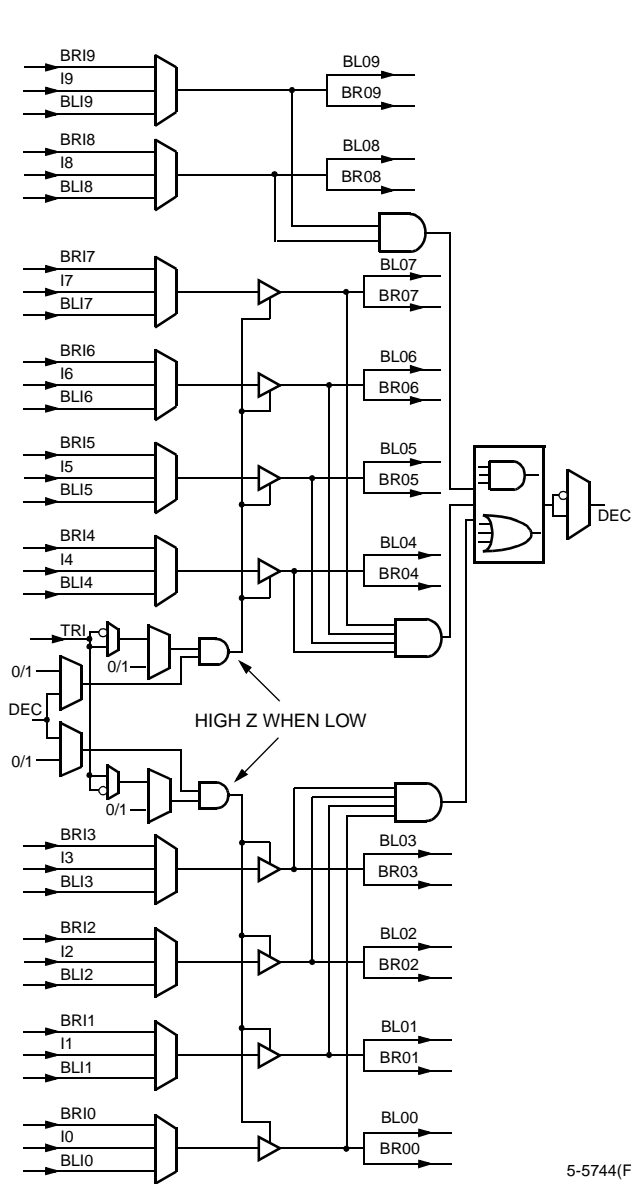 BRI9
I9
BLI9
BL09
BR09
BRI8
I8
BLI8
BL08
BR08
BRI7
I7
BLI7
BL07
BR07
BRI6
I6
BLI6
BL06
BR06
BRI5
I5
BLI5
BL05
BR05
BRI4
I4
BLI4
BL04
BR04
DEC
TRI
0/1
0/1
DEC
HIGH Z WHEN LOW
0/1
0/1
BRI3
I3
BLI3
BL03
BR03
BRI2
I2
BLI2
BL02
BR02
BRI1
I1
BLI1
BL01
BR01
BRI0
I0
BLI0
BL00
BR00
5-5744(F